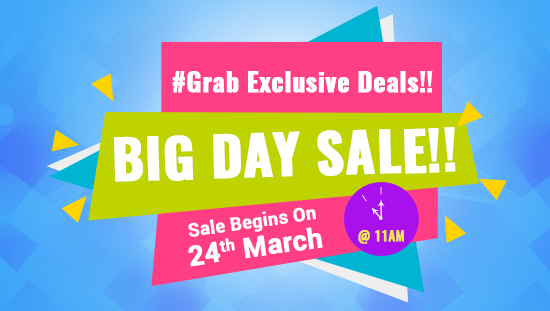 #Grab Exclusive Deals!!
BIG DAY SALE!!
Sale Begins On
24th March
@ 11AM